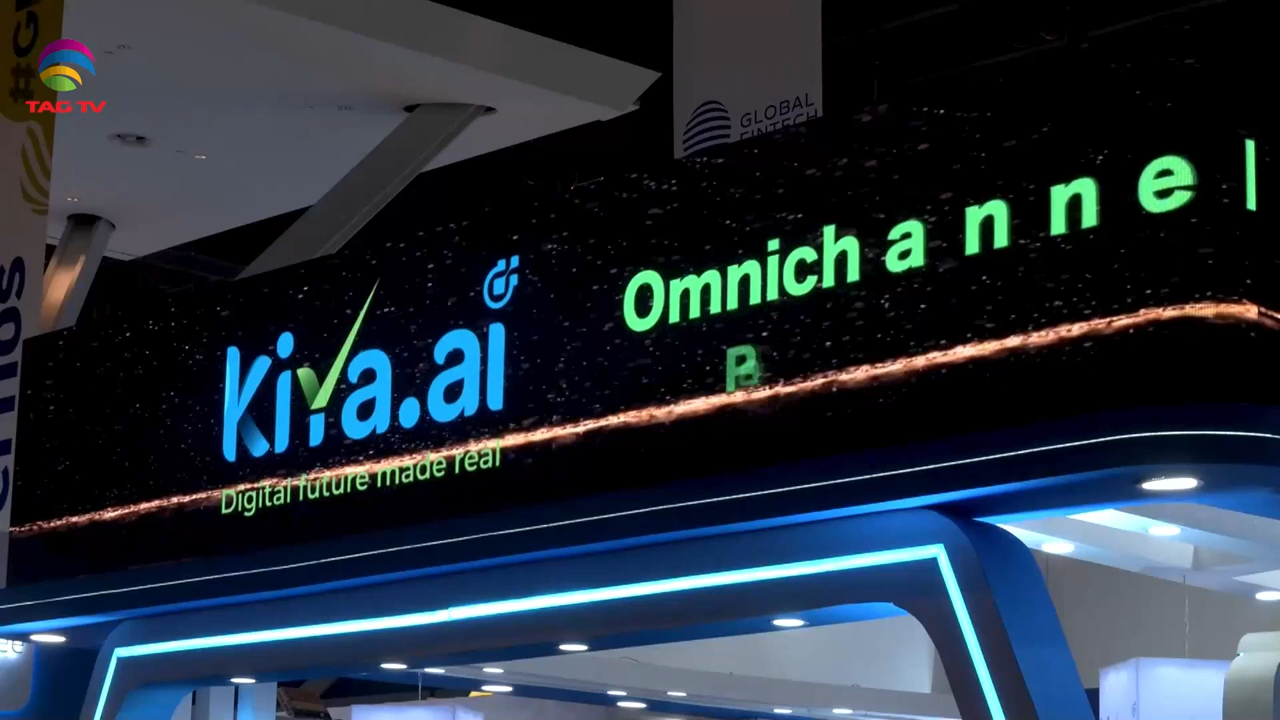 TAG TV
GLOBAL
FINTECH
Omnichannel
Kiya.ai
Digital future made real